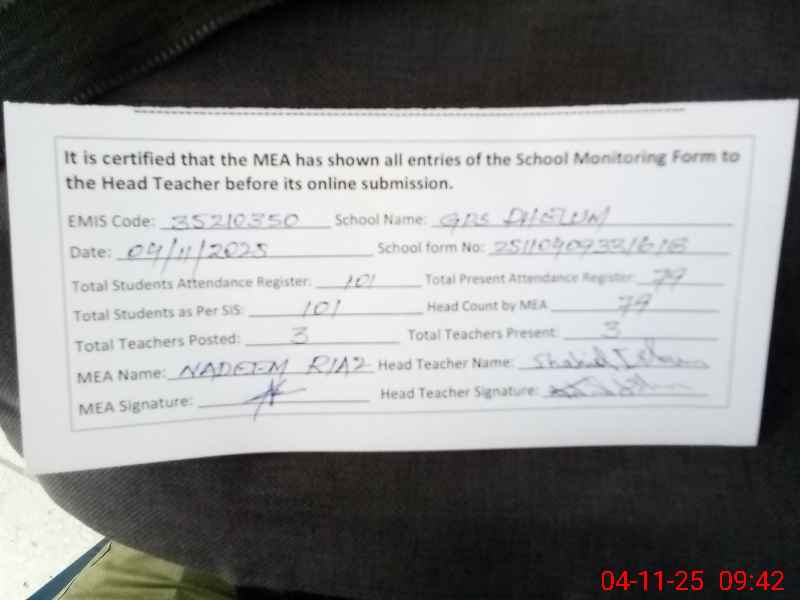 It is certified that the MEA has shown all entries of the School Monitoring Form to
the Head Teacher before its online submission.
EMIS Code: 35210350 School Name: GPS DHELUM
Date: 04/11/2025 School form No:
Total Students Attendance Register: 101 Total Present Attendance Register: 79
Total Students as Per SIS: 101 Head Count by MEA 79
Total Teachers Posted: 3 Total Teachers Present: 3
MEA Name: NADEEM RIAZ Head Teacher Name: Shahid
MEA Signature: Head Teacher Signature:
04-11-25 09:42